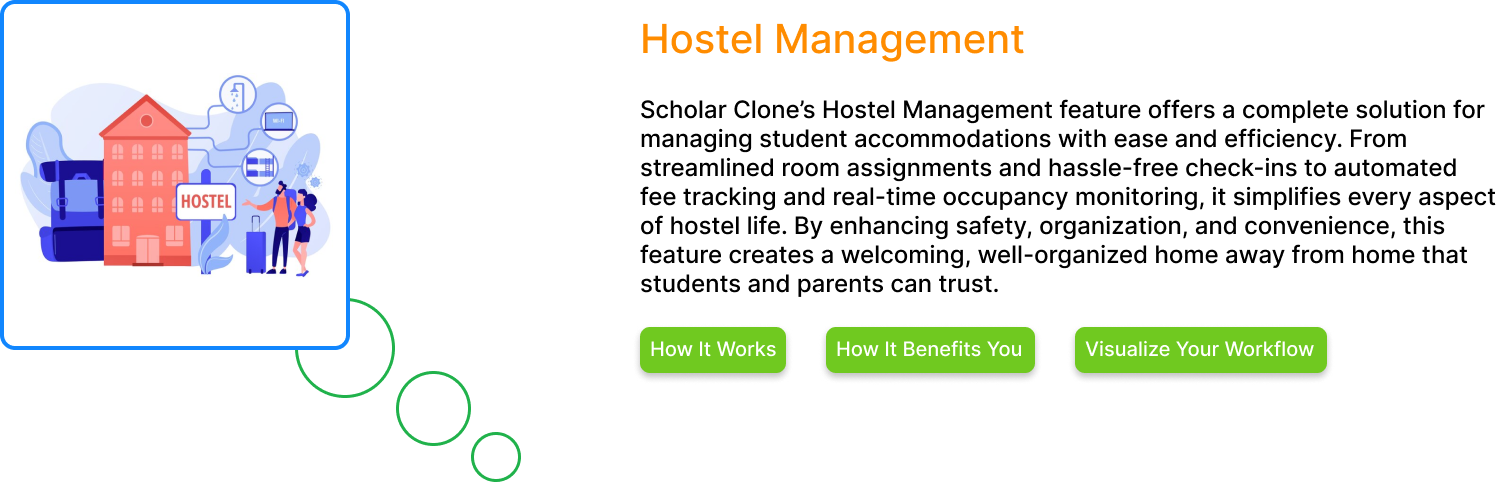 Hostel Management
Scholar Clone’s Hostel Management feature offers a complete solution for
managing student accommodations with ease and efficiency. From
streamlined room assignments and hassle-free check-ins to automated
fee tracking and real-time occupancy monitoring, it simplifies every aspect
of hostel life. By enhancing safety, organization, and convenience, this
feature creates a welcoming, well-organized home away from home that
students and parents can trust.
How It Works
How It Benefits You
Visualize Your Workflow
WI-FI
HOSTEL